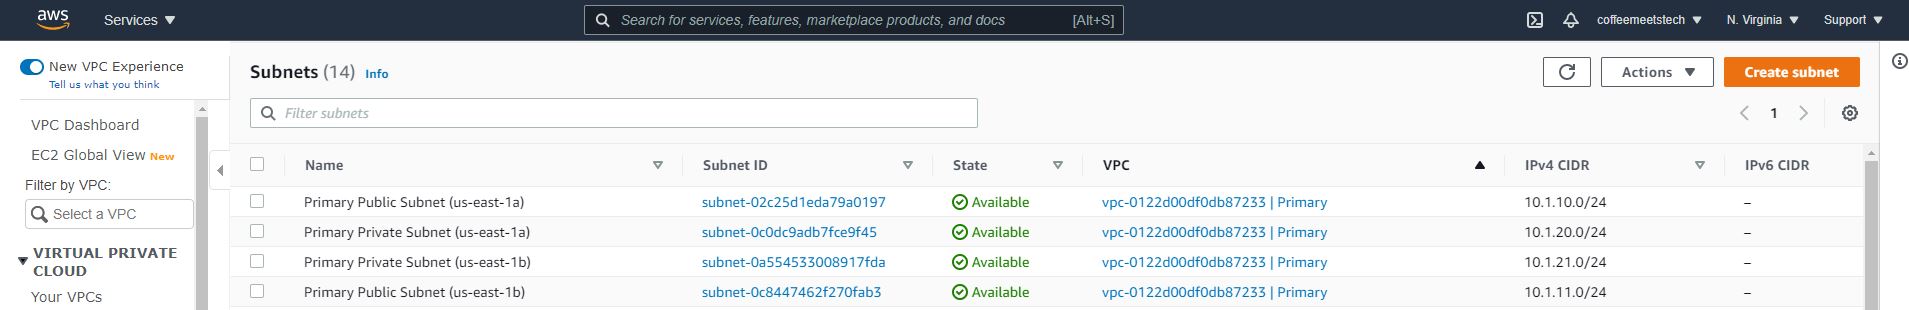 aws Services Search for services, features, marketplace products, and docs [Alt+S] coffeemeetstech N. Virginia Support
New VPC Experience
Tell us what you think
VPC Dashboard
EC2 Global View New
Filter by VPC:
Select a VPC
VIRTUAL PRIVATE
CLOUD
Your VPCs
Subnets (14) Info Actions Create subnet
Filter subnets 1
Name Subnet ID State VPC IPv4 CIDR IPv6 CIDR
Primary Public Subnet (us-east-1a) subnet-02c25d1eda79a0197 Available vpc-0122d00df0db87233 | Primary 10.1.10.0/24 –
Primary Private Subnet (us-east-1a) subnet-0c0dc9adb7fce9f45 Available vpc-0122d00df0db87233 | Primary 10.1.20.0/24 –
Primary Private Subnet (us-east-1b) subnet-0a554533008917fda Available vpc-0122d00df0db87233 | Primary 10.1.21.0/24 –
Primary Public Subnet (us-east-1b) subnet-0c8447462f270fab3 Available vpc-0122d00df0db87233 | Primary 10.1.11.0/24 –